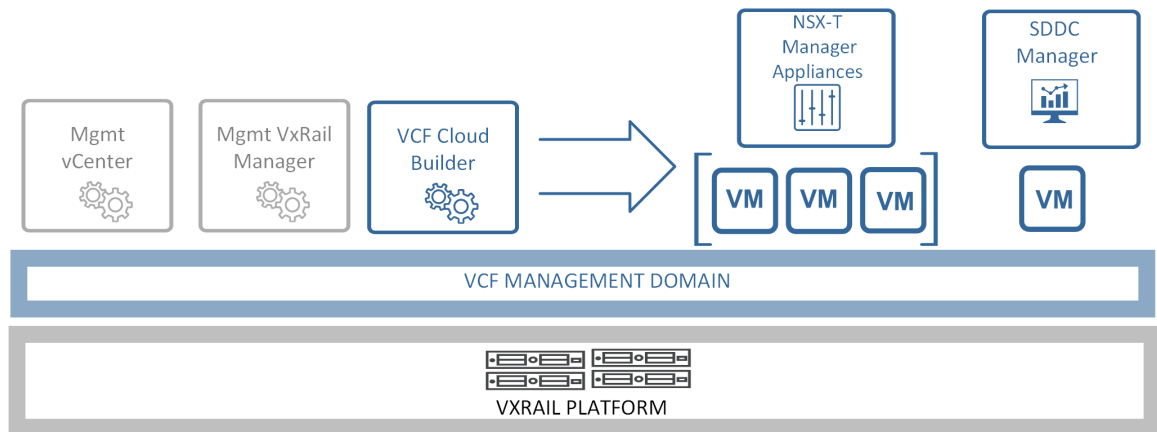 Mgmt
vCenter
Mgmt VxRail
Manager
VCF Cloud
Builder
NSX-T
Manager
Appliances
SDDC
Manager
VM
VM
VM
VM
VCF MANAGEMENT DOMAIN
VXRAIL PLATFORM